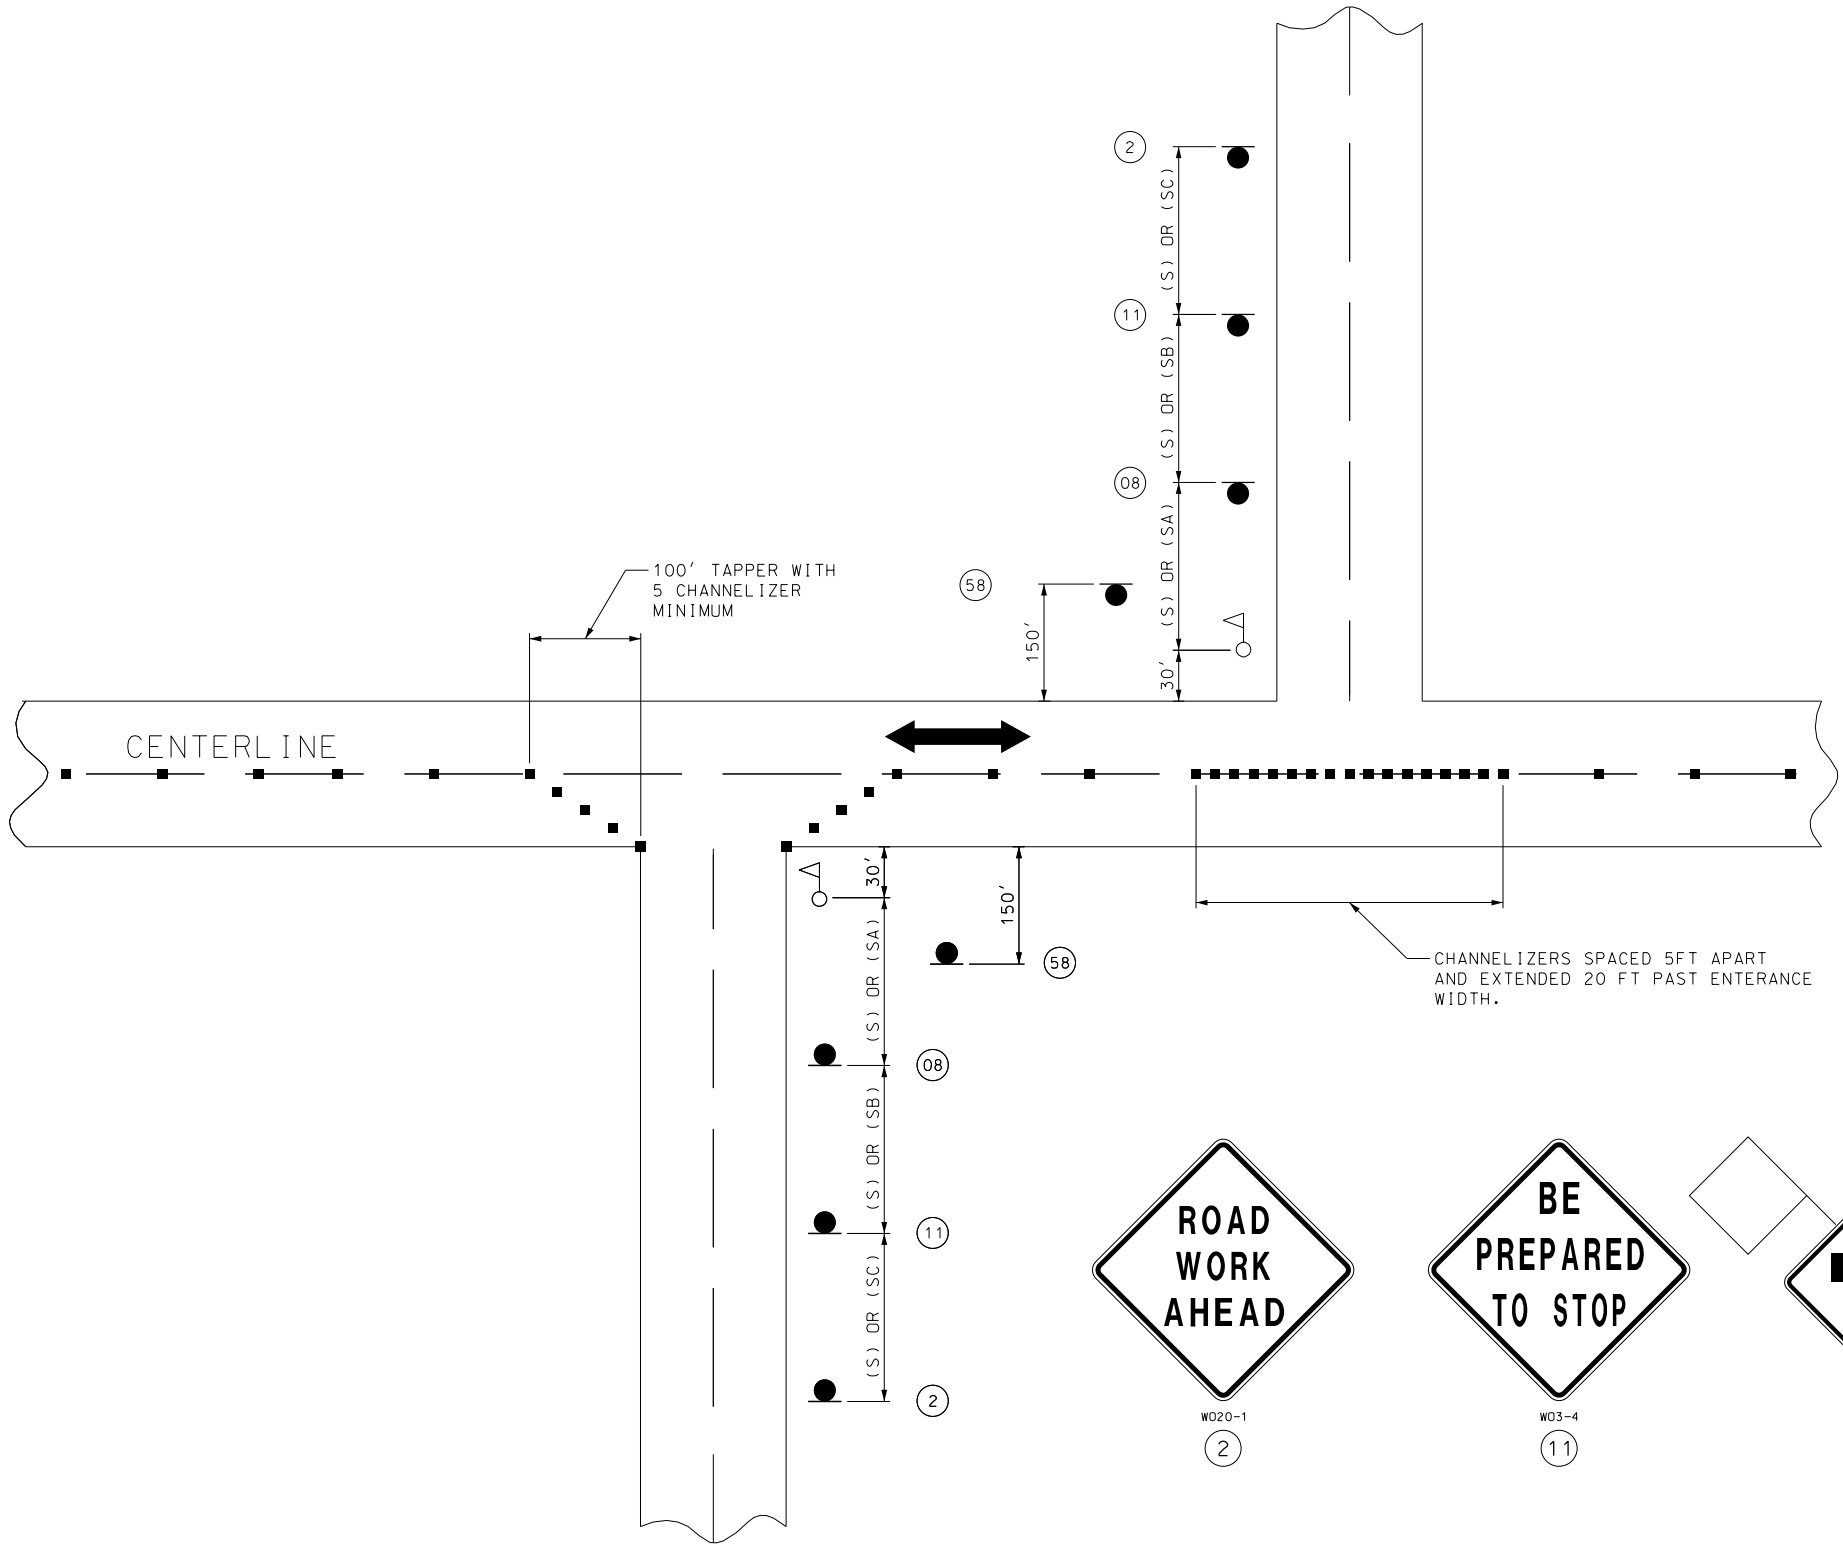 2
(S) OR (SC)
11
(S) OR (SB)
08
(S) OR (SA)
58
150'
30'
100' TAPPER WITH
5 CHANNELIZER
MINIMUM
CENTERLINE
30'
150'
(S) OR (SA)
58
08
(S) OR (SB)
11
(S) OR (SC)
2
CHANNELIZERS SPACED 5FT APART
AND EXTENDED 20 FT PAST ENTERANCE
WIDTH.
ROAD
WORK
AHEAD
WO20-1
2
BE
PREPARED
TO STOP
WO3-4
11